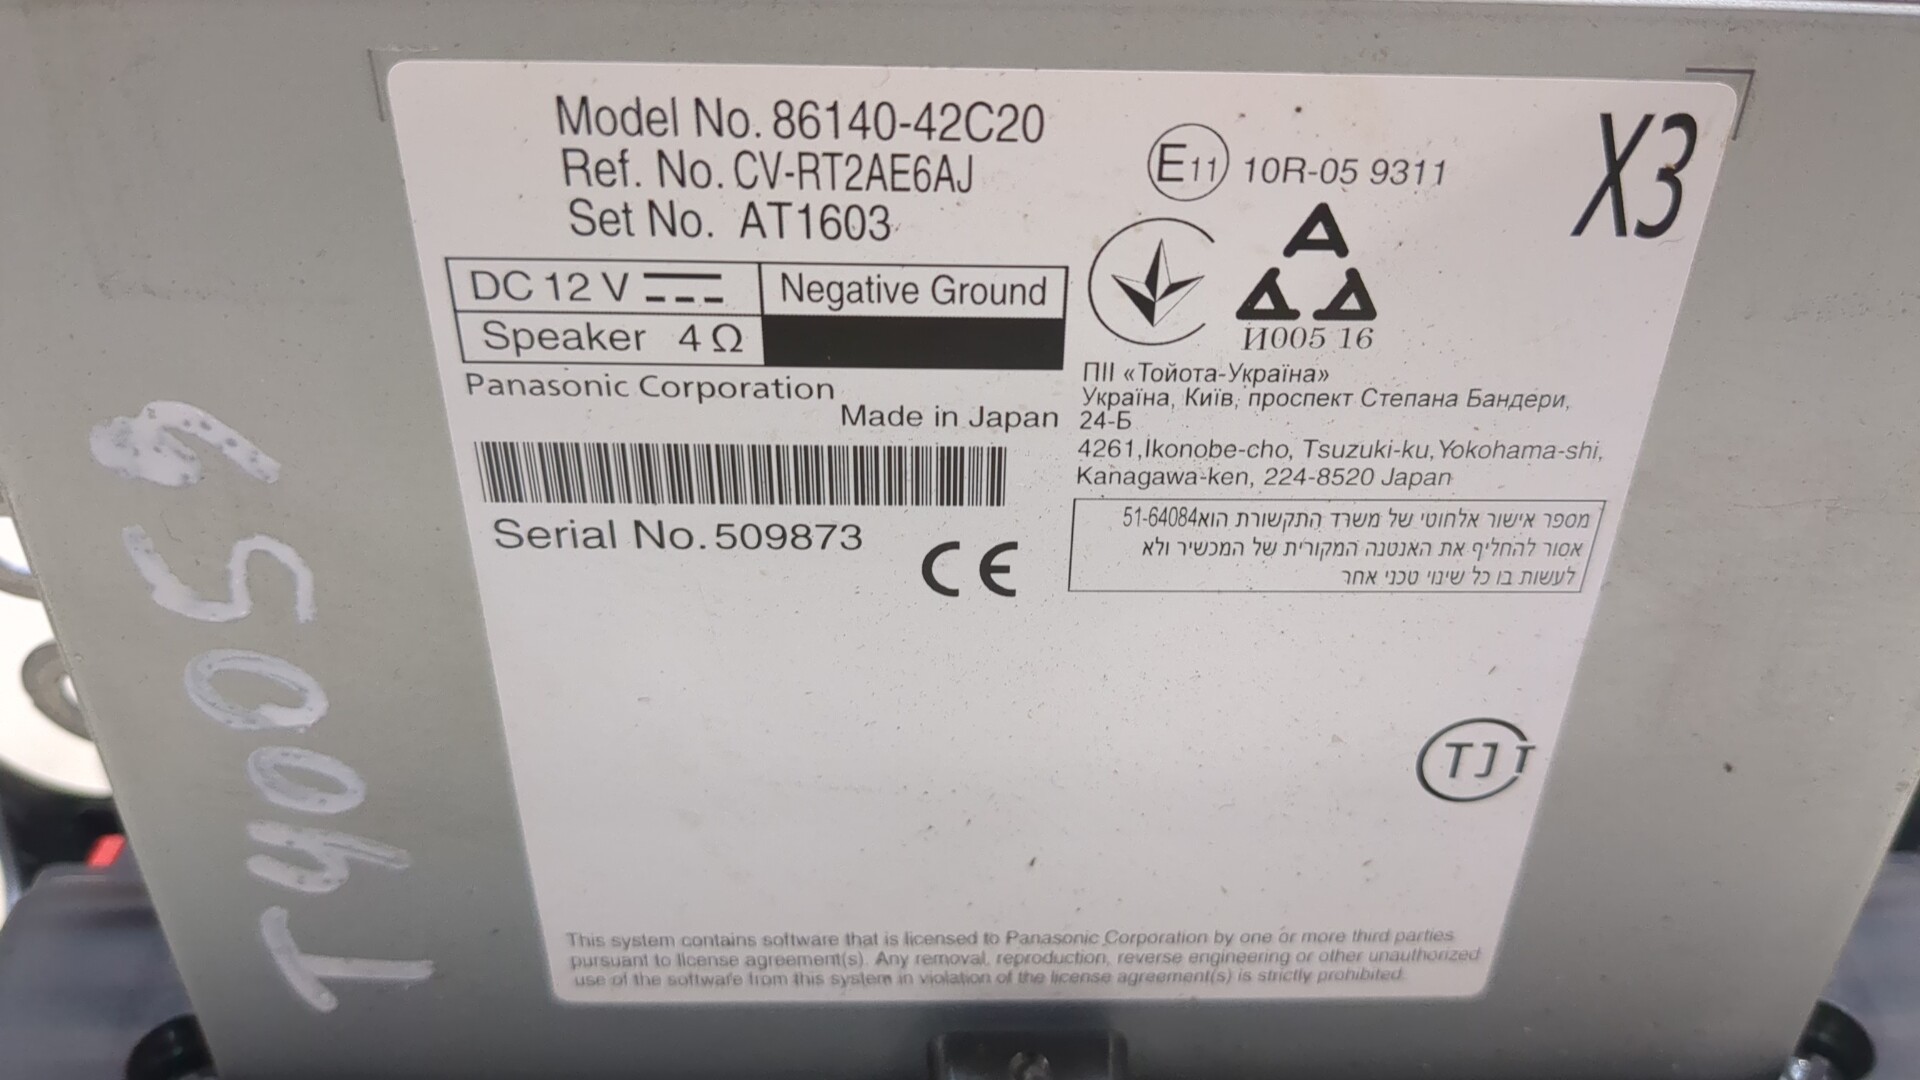 Model No. 86140-42C20
Ref. No. CV-RT2AE6AJ
Set No. AT1603
DC 12 V
Negative Ground
Speaker 4 Ω
Panasonic Corporation
Made in Japan
Serial No. 509873
CE
E11 10R-05 9311
X3
И005 16
ПІІ «Тойота-Україна»
Україна, Київ, проспект Степана Бандери,
24-Б
4261,Ikonobe-cho, Tsuzuki-ku, Yokohama-shi,
Kanagawa-ken, 224-8520 Japan
מספר אישור אלחוטי של משרד התקשורת הוא51-64084
אסור להחליף את האנטנה המקורית של המכשיר ולא
לעשות בו כל שינוי טכני אחר
TJT
This system contains software that is licensed to Panasonic Corporation by one or more third parties
pursuant to license agreement(s). Any removal, reproduction, reverse engineering or other unauthorized
use of the software from this system in violation of the license agreement(s) is strictly prohibited.